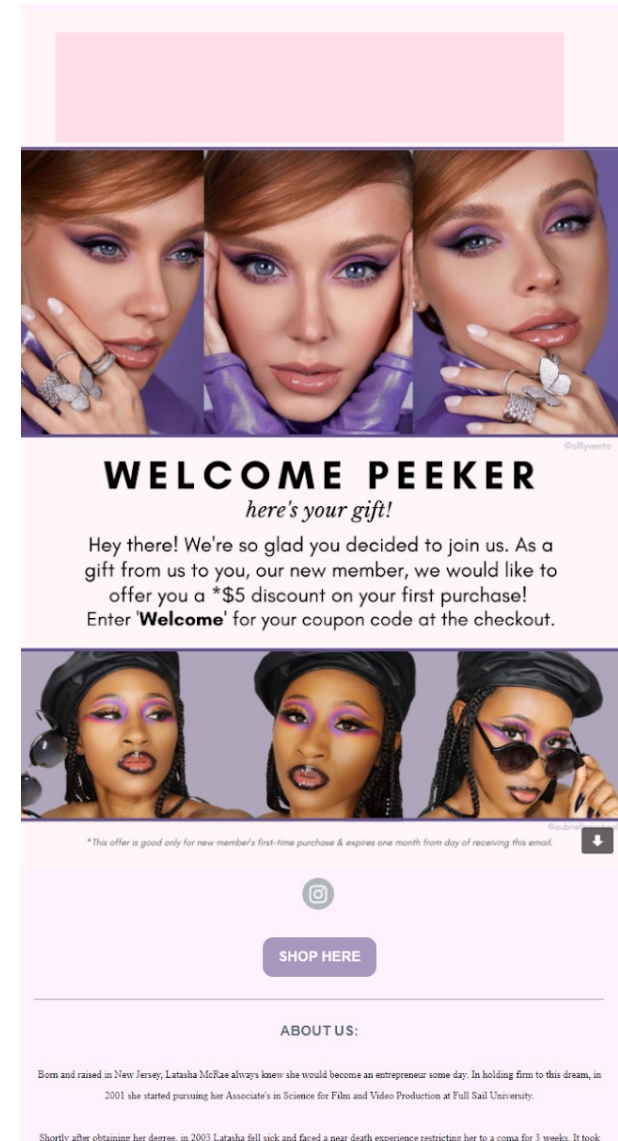 ©olllyvento
WELCOME PEEKER
here's your gift!
Hey there! We're so glad you decided to join us. As a
gift from us to you, our new member, we would like to
offer you a *$5 discount on your first purchase!
Enter 'Welcome' for your coupon code at the checkout.
*This offer is good only for new member's first-time purchase & expires one month from day of receiving this email.
SHOP HERE
ABOUT US:
Born and raised in New Jersey, Latasha McRae always knew she would become an entrepreneur some day. In holding firm to this dream, in
2001 she started pursuing her Associate's in Science for Film and Video Production at Full Sail University.
Shortly after obtaining her degree, in 2003 Latasha fell sick and faced a near death experience restricting her to a coma for 3 weeks. It took